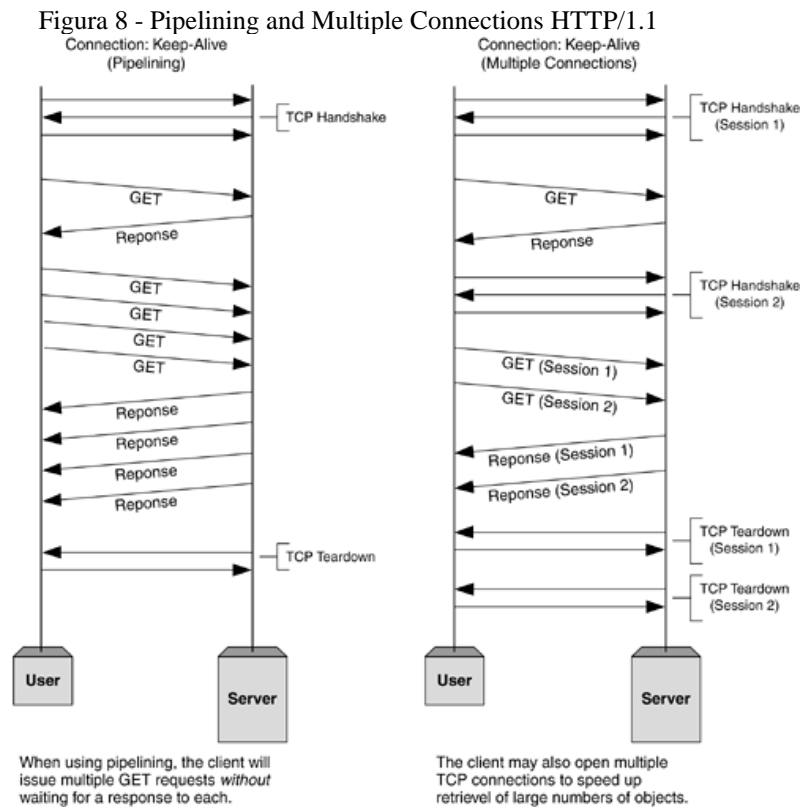 Figura 8 - Pipelining and Multiple Connections HTTP/1.1
Connection: Keep-Alive
(Pipelining)
TCP Handshake
GET
Reponse
GET
GET
GET
GET
Reponse
Reponse
Reponse
Reponse
TCP Teardown
User
Server
When using pipelining, the client will
issue multiple GET requests without
waiting for a response to each.
Connection: Keep-Alive
(Multiple Connections)
TCP Handshake
(Session 1)
GET
Reponse
TCP Handshake
(Session 2)
GET (Session 1)
GET (Session 2)
Reponse (Session 1)
Reponse (Session 2)
TCP Teardown
(Session 1)
TCP Teardown
(Session 2)
User
Server
The client may also open multiple
TCP connections to speed up
retrievel of large numbers of objects.